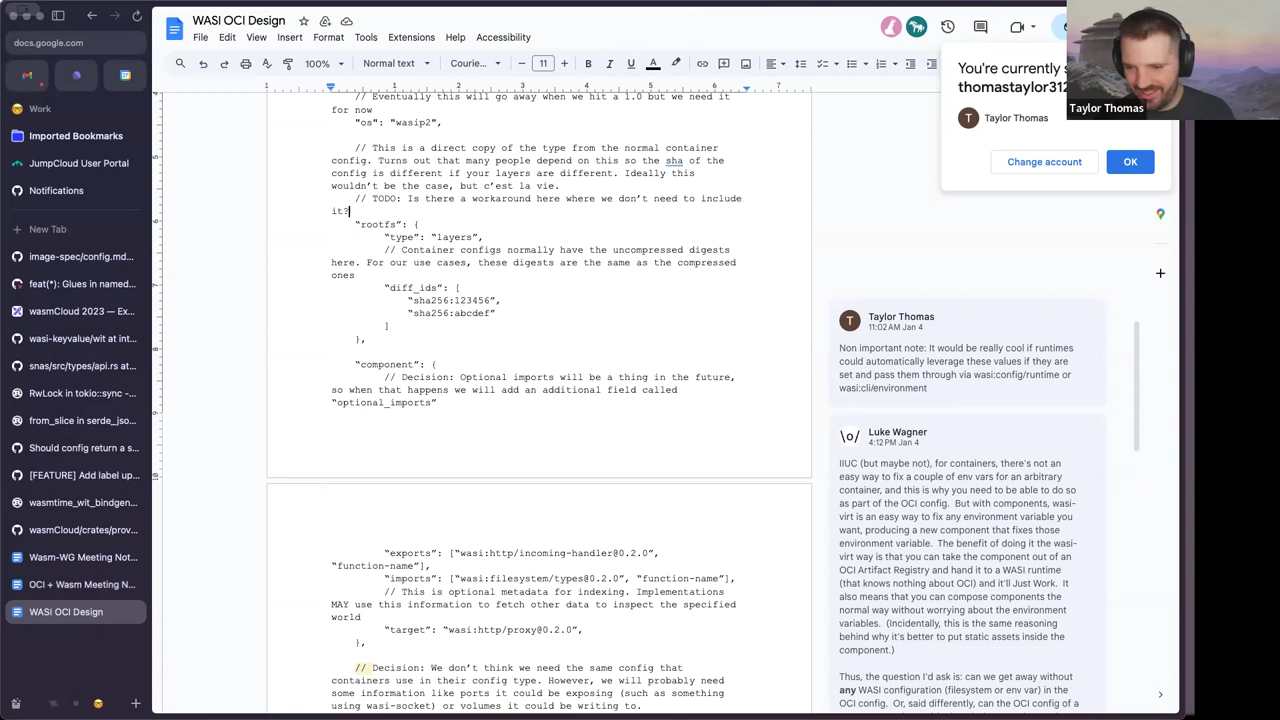 docs.google.com
Work
Imported Bookmarks
JumpCloud User Portal
Notifications
New Tab
image-spec/config.md...
feat(*): Glues in named...
wasmCloud 2023 — Ex...
wasi-keyvalue/wit at int...
snas/src/types/api.rs at...
RwLock in tokio::sync -...
from_slice in serde_jso...
Should config return a s...
[FEATURE] Add label up...
wasmtime_wit_bindgen...
wasmCloud/crates/prov...
Wasm-WG Meeting Not...
OCI + Wasm Meeting N...
WASI OCI Design
WASI OCI Design
File Edit View Insert Format Tools Extensions Help Accessibility
100% Normal text Courie... 11
1 1 2 3 4 5 6 7
// Eventually this will go away when we hit a 1.0 but we need it
for now
"os": "wasip2",
// This is a direct copy of the type from the normal container
config. Turns out that many people depend on this so the sha of the
config is different if your layers are different. Ideally this
wouldn't be the case, but c'est la vie.
// TODO: Is there a workaround here where we don't need to include
it?
"rootfs": {
"type": "layers",
// Container configs normally have the uncompressed digests
here. For our use cases, these digests are the same as the compressed
ones
"diff_ids": [
"sha256:123456",
"sha256:abcdef"
]
},
"component": {
// Decision: Optional imports will be a thing in the future,
so when that happens we will add an additional field called
"optional_imports"
"exports": ["wasi:http/incoming-handler@0.2.0",
"function-name"],
"imports": ["wasi:filesystem/types@0.2.0", "function-name"],
// This is optional metadata for indexing. Implementations
MAY use this information to fetch other data to inspect the specified
world
"target": "wasi:http/proxy@0.2.0",
},
// Decision: We don't think we need the same config that
containers use in their config type. However, we will probably need
some information like ports it could be exposing (such as something
using wasi-socket) or volumes it could be writing to.
You're currently s
thomastaylor312
T Taylor Thomas
Change account OK
Taylor Thomas
T Taylor Thomas
11:02 AM Jan 4
Non important note: It would be really cool if runtimes
could automatically leverage these values if they are
set and pass them through via wasi:config/runtime or
wasi:cli/environment
\o/ Luke Wagner
4:12 PM Jan 4
IIUC (but maybe not), for containers, there's not an
easy way to fix a couple of env vars for an arbitrary
container, and this is why you need to be able to do so
as part of the OCI config. But with components, wasi-
virt is an easy way to fix any environment variable you
want, producing a new component that fixes those
environment variable. The benefit of doing it the wasi-
virt way is that you can take the component out of an
OCI Artifact Registry and hand it to a WASI runtime
(that knows nothing about OCI) and it'll Just Work. It
also means that you can compose components the
normal way without worrying about the environment
variables. (Incidentally, this is the same reasoning
behind why it's better to put static assets inside the
component.)
Thus, the question I'd ask is: can we get away without
any WASI configuration (filesystem or env var) in the
OCI config. Or, said differently, can the OCI config of a